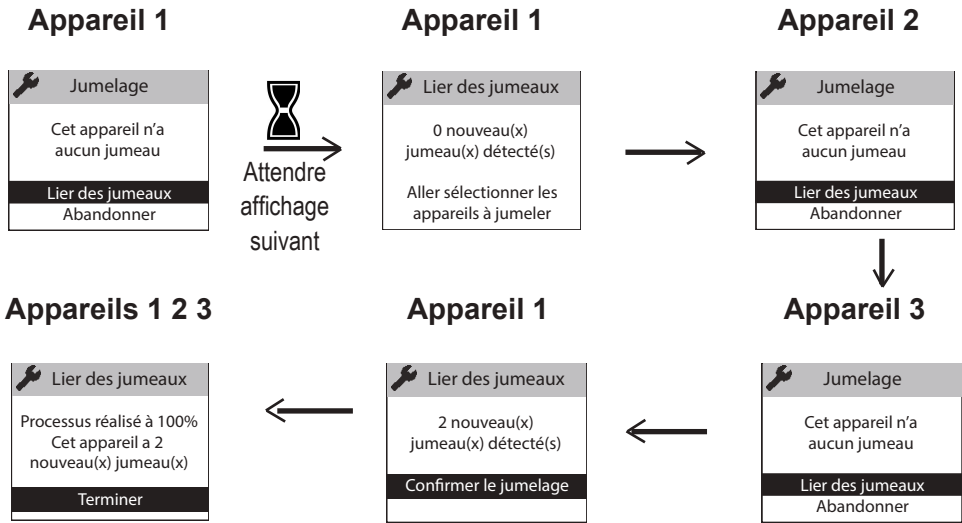 Appareil 1
Jumelage
Cet appareil n'a
aucun jumeau
Lier des jumeaux
Abandonner
Attendre
affichage
suivant
Appareil 1
Lier des jumeaux
0 nouveau(x)
jumeau(x) détecté(s)
Aller sélectionner les
appareils à jumeler
Appareil 2
Jumelage
Cet appareil n'a
aucun jumeau
Lier des jumeaux
Abandonner
Appareil 3
Jumelage
Cet appareil n'a
aucun jumeau
Lier des jumeaux
Abandonner
Appareil 1
Lier des jumeaux
2 nouveau(x)
jumeau(x) détecté(s)
Confirmer le jumelage
Appareils 1 2 3
Lier des jumeaux
Processus réalisé à 100%
Cet appareil a 2
nouveau(x) jumeau(x)
Terminer